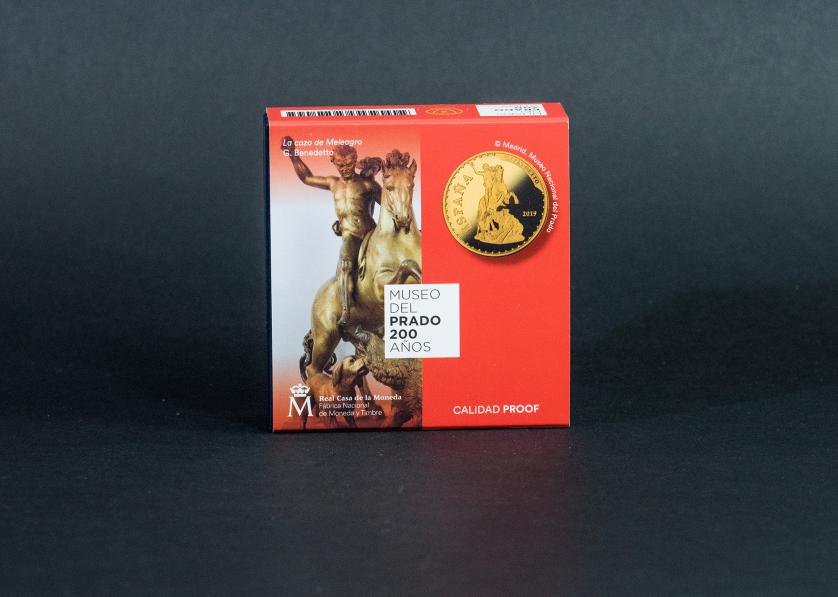 La caza de Meleagro
G. Benedetto
© Madrid, Museo Nacional del Prado
ESPAÑA
2019
MUSEO
DEL
PRADO
200
AÑOS
Real Casa de la Moneda
Fábrica Nacional
de Moneda y Timbre
CALIDAD PROOF